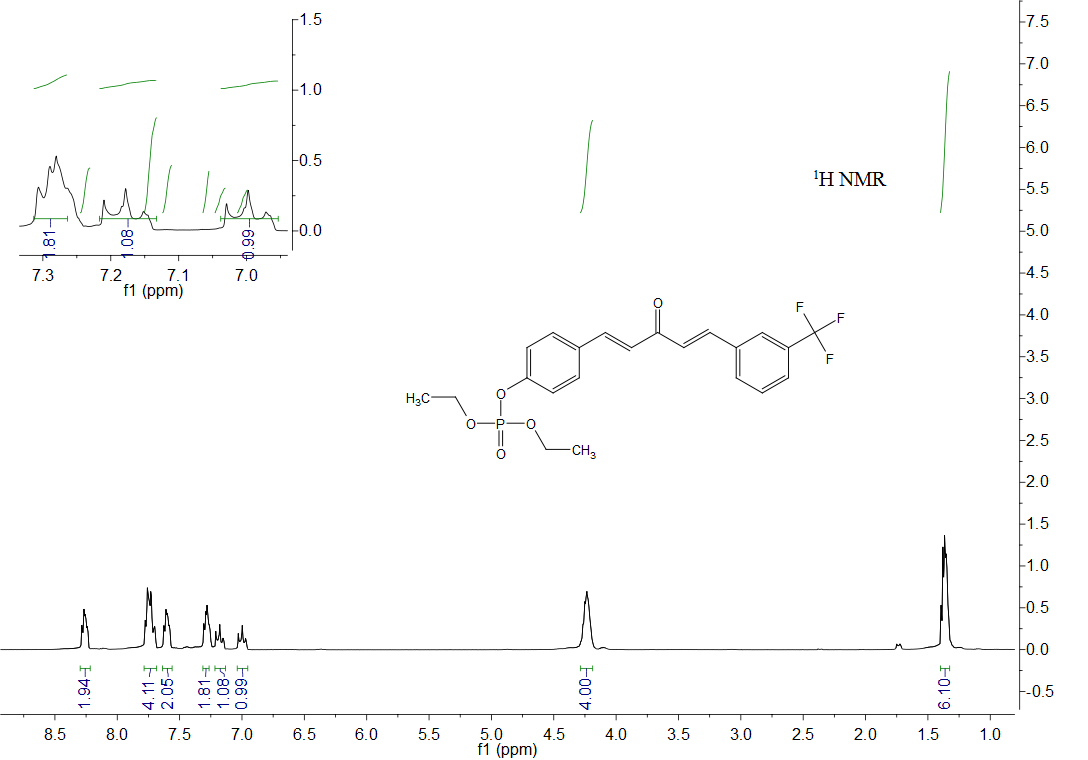 1.5
1.0
0.5
0.0
1.81
1.08
0.99
7.3 7.2 7.1 7.0
f1 (ppm)
¹H NMR
7.5
7.0
6.5
6.0
5.5
5.0
4.5
4.0
3.5
3.0
2.5
2.0
1.5
1.0
0.5
0.0
-0.5
O
F
F
F
H₃C
O
O P O
O
CH₃
1.94
4.11
2.05
1.81
1.08
0.99
4.00
6.10
8.5 8.0 7.5 7.0 6.5 6.0 5.5 5.0 4.5 4.0 3.5 3.0 2.5 2.0 1.5 1.0
f1 (ppm)